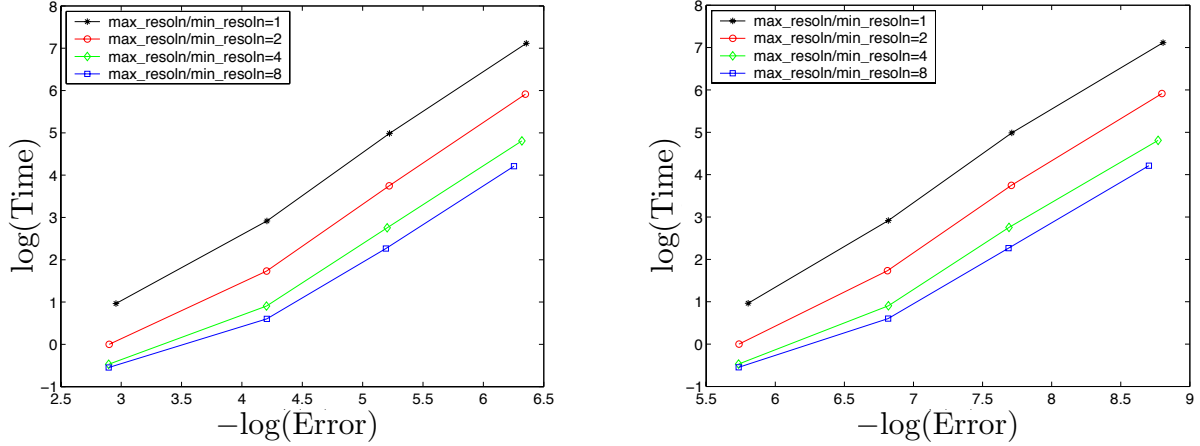 max_resoln/min_resoln=1
max_resoln/min_resoln=2
max_resoln/min_resoln=4
max_resoln/min_resoln=8
8
7
6
5
4
3
2
1
0
−1
log(Time)
2.5 3 3.5 4 4.5 5 5.5 6 6.5
−log(Error)
max_resoln/min_resoln=1
max_resoln/min_resoln=2
max_resoln/min_resoln=4
max_resoln/min_resoln=8
8
7
6
5
4
3
2
1
0
−1
log(Time)
5.5 6 6.5 7 7.5 8 8.5 9
−log(Error)